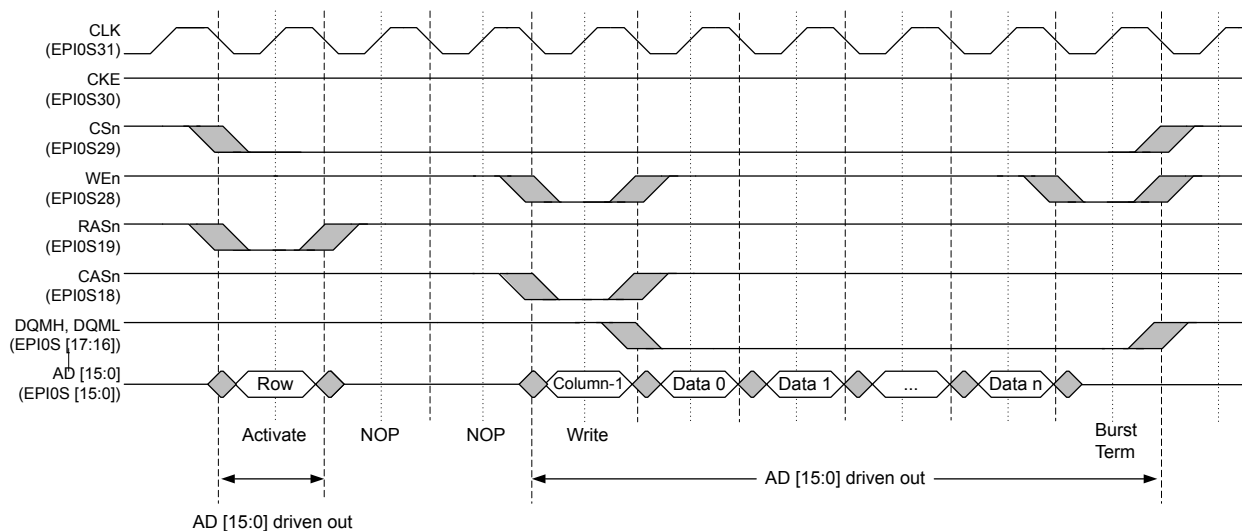 CLK
(EPI0S31)
CKE
(EPI0S30)
CSn
(EPI0S29)
WEn
(EPI0S28)
RASn
(EPI0S19)
CASn
(EPI0S18)
DQMH, DQML
(EPI0S [17:16])
AD [15:0]
(EPI0S [15:0])
Row
Column-1
Data 0
Data 1
...
Data n
Activate
NOP
NOP
Write
Burst
Term
AD [15:0] driven out
AD [15:0] driven out